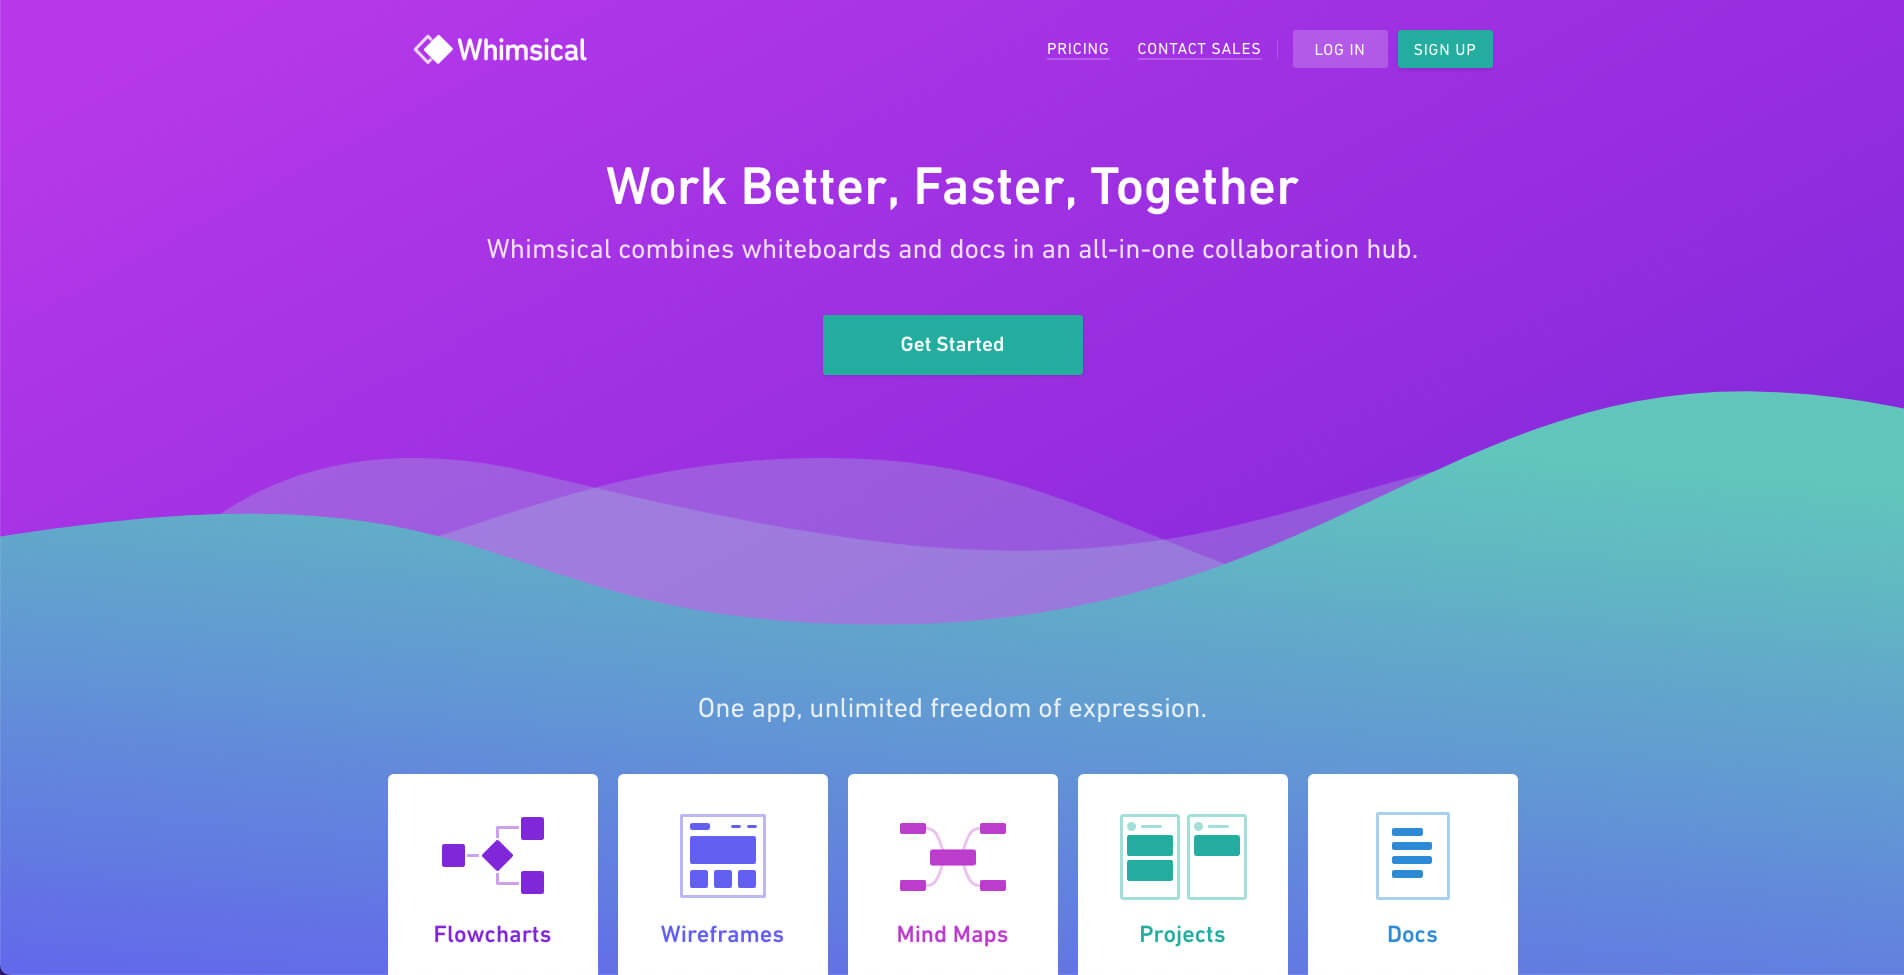 Whimsical
PRICING
CONTACT SALES
LOG IN
SIGN UP
Work Better, Faster, Together
Whimsical combines whiteboards and docs in an all-in-one collaboration hub.
Get Started
One app, unlimited freedom of expression.
Flowcharts
Wireframes
Mind Maps
Projects
Docs